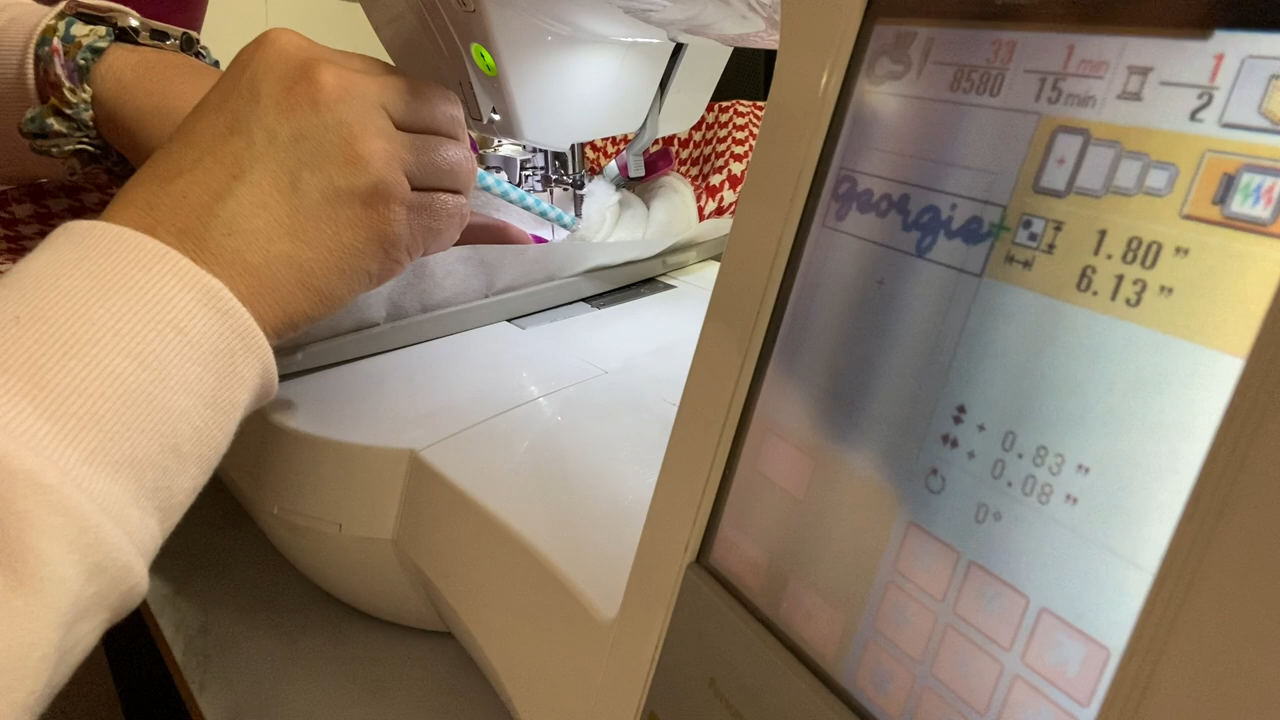 33 1 min 1
8580 15 min 2
georgia
1.80 "
6.13 "
+ 0.83 "
+ 0.08 "
0°